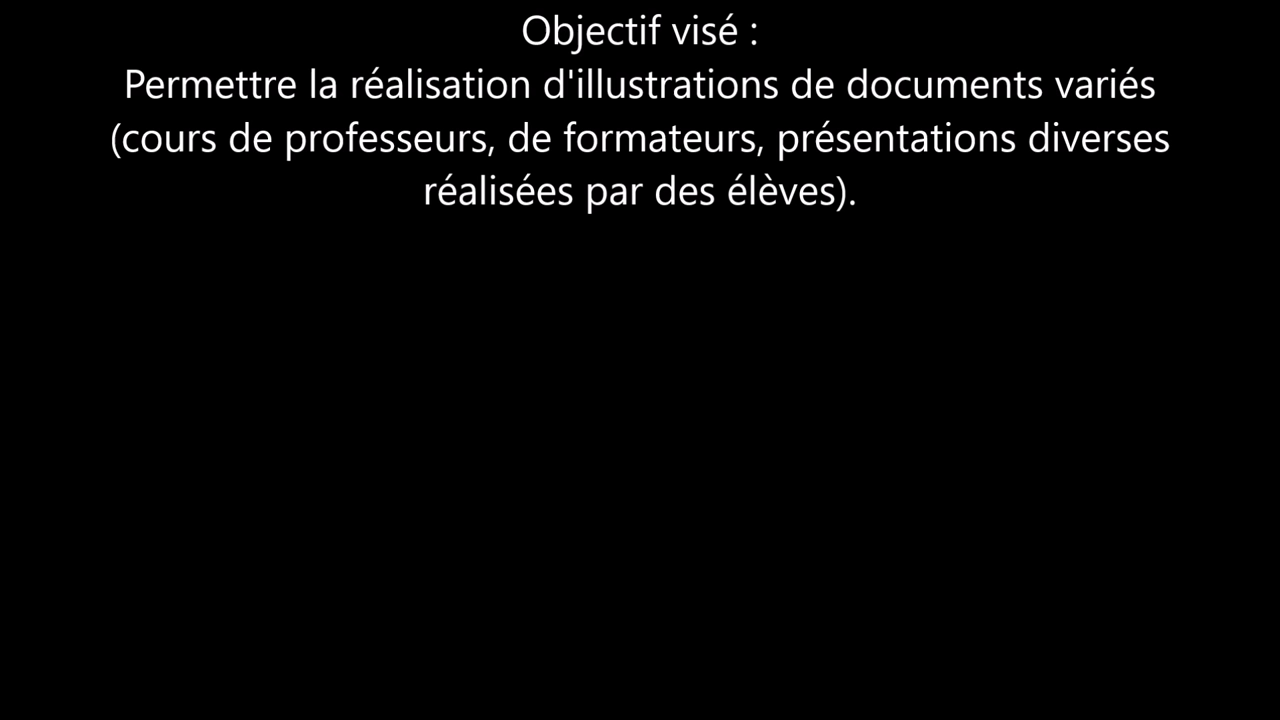 Objectif visé :
Permettre la réalisation d'illustrations de documents variés
(cours de professeurs, de formateurs, présentations diverses
réalisées par des élèves).